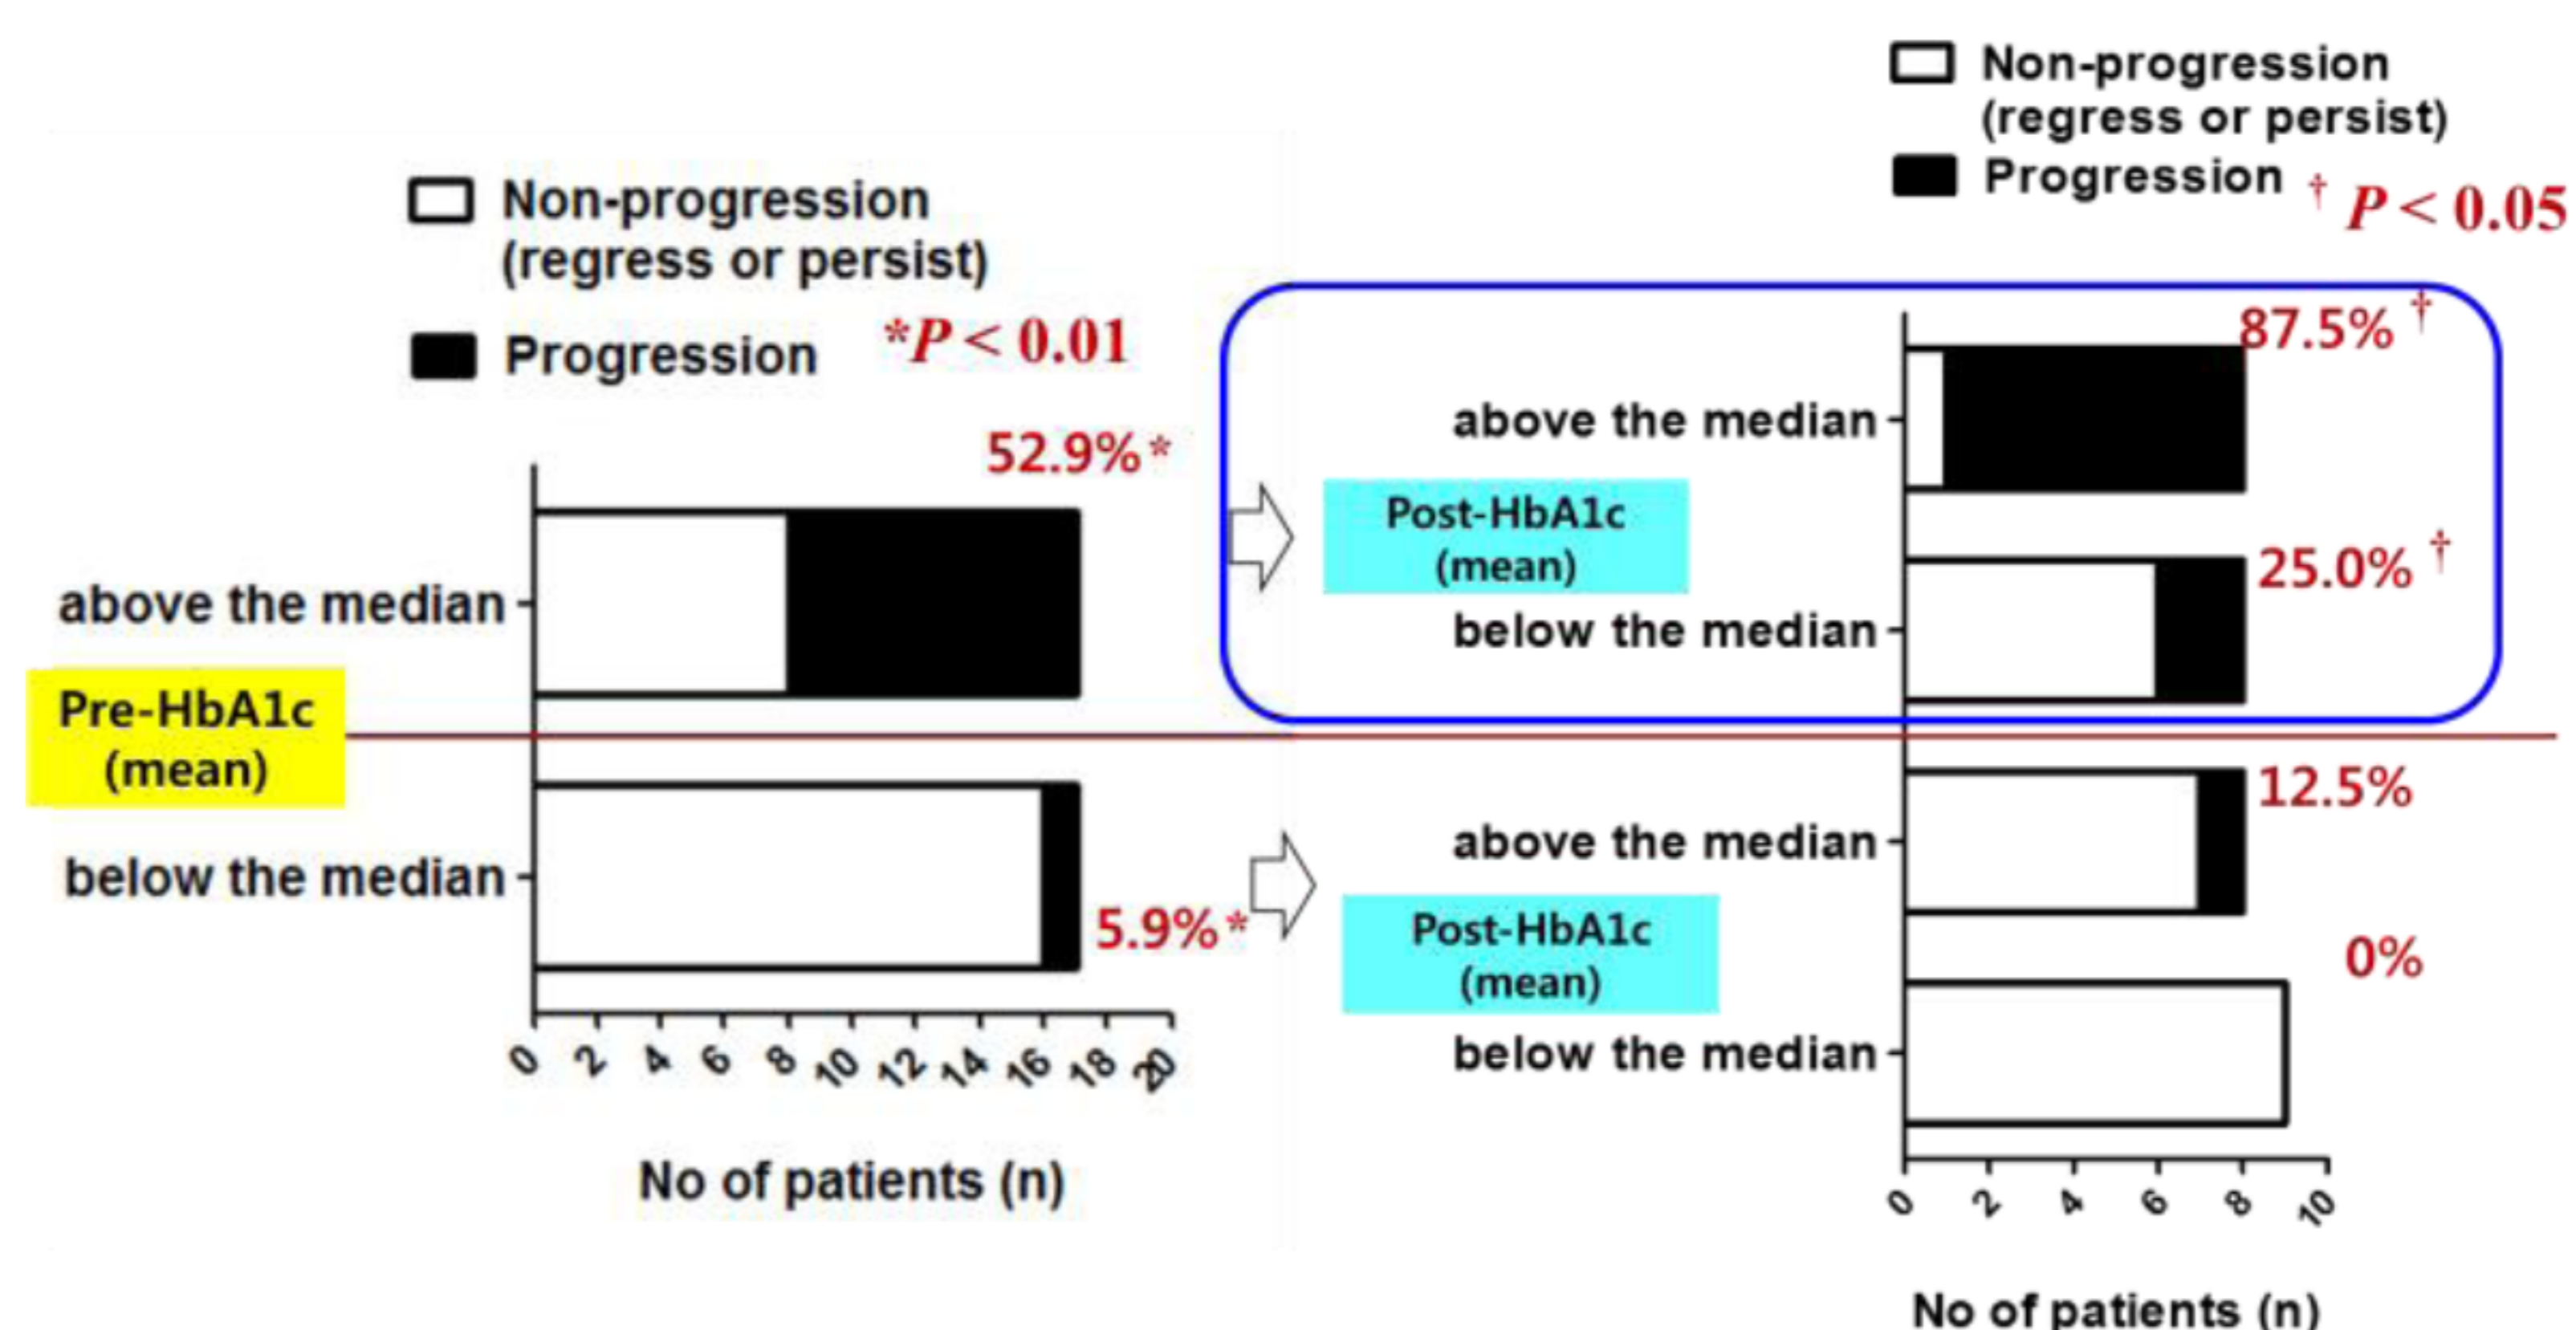 Non-progression
(regress or persist)
Progression
*P < 0.01
52.9%*
above the median
Pre-HbA1c
(mean)
below the median
5.9%*
0 2 4 6 8 10 12 14 16 18 20
No of patients (n)
Non-progression
(regress or persist)
Progression
† P < 0.05
87.5% †
above the median
Post-HbA1c
(mean)
25.0% †
below the median
12.5%
above the median
Post-HbA1c
(mean)
0%
below the median
0 2 4 6 8 10
No of patients (n)